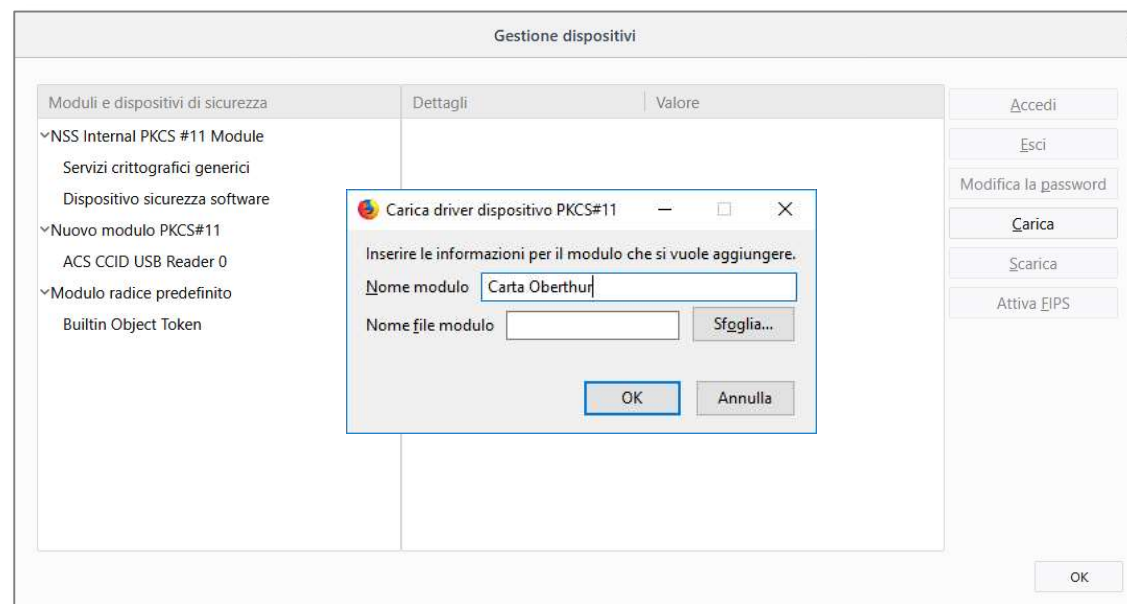 Gestione dispositivi
Moduli e dispositivi di sicurezza Dettagli Valore
NSS Internal PKCS #11 Module
Servizi crittografici generici
Dispositivo sicurezza software
Nuovo modulo PKCS#11
ACS CCID USB Reader 0
Modulo radice predefinito
Builtin Object Token
Carica driver dispositivo PKCS#11
Inserire le informazioni per il modulo che si vuole aggiungere.
Nome modulo Carta Oberthur
Nome file modulo Sfoglia...
OK Annulla
Accedi
Esci
Modifica la password
Carica
Scarica
Attiva FIPS
OK